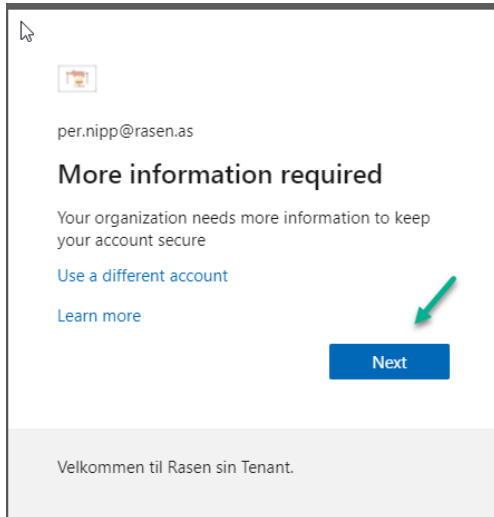 per.nipp@rasen.as
More information required
Your organization needs more information to keep
your account secure
Use a different account
Learn more
Next
Velkommen til Rasen sin Tenant.